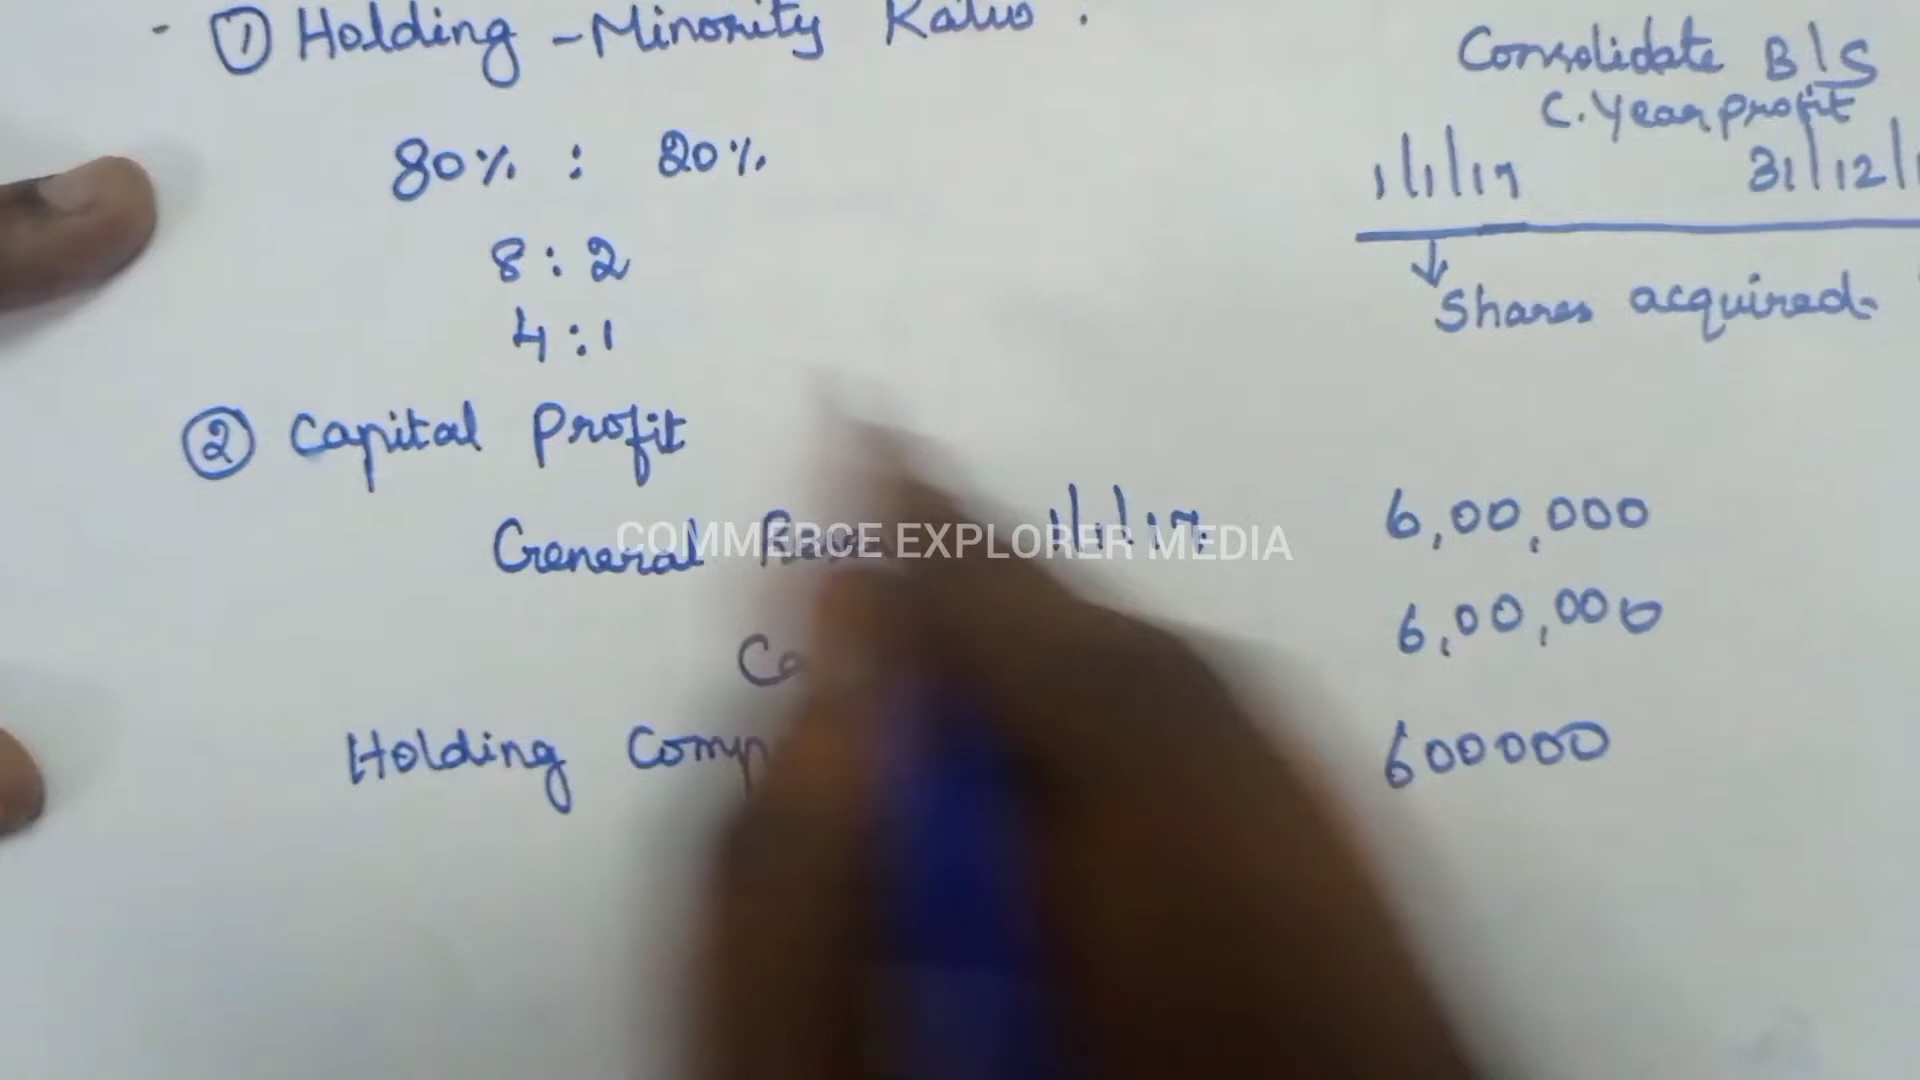 ① Holding - Minority Ratio.
80% : 20%
8 : 2
4 : 1
② Capital Profit
General 1/1/17. 6,00,000
6,00,000
Holding 600000
Consolidate B/S
C. Year profit
1/1/17 31/12/
Shares acquired.
COMMERCE EXPLORER MEDIA